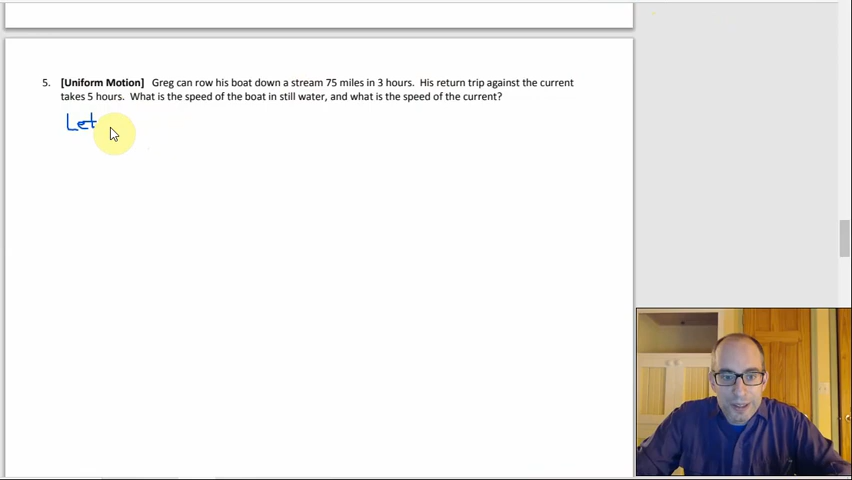 5. [Uniform Motion] Greg can row his boat down a stream 75 miles in 3 hours. His return trip against the current
takes 5 hours. What is the speed of the boat in still water, and what is the speed of the current?
Let